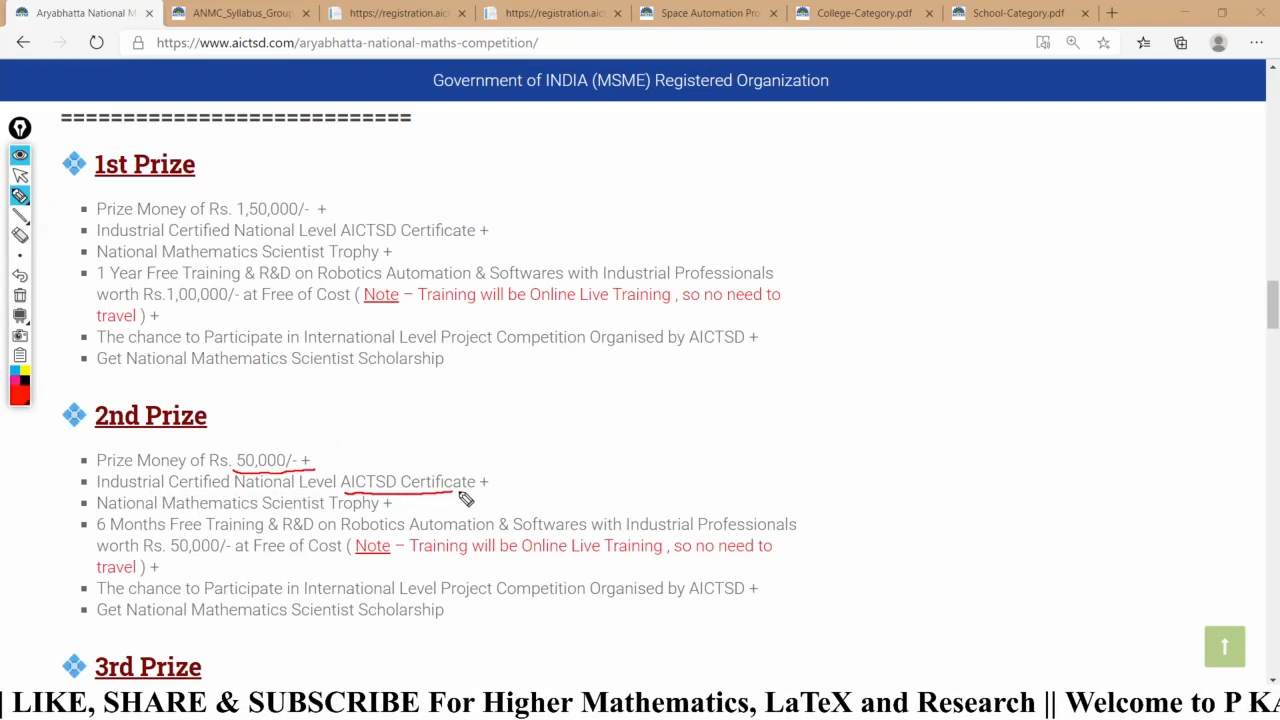 Aryabhatta National M
ANMC_Syllabus_Group
https://registration.aic
https://registration.aic
Space Automation Pro
College-Category.pdf
School-Category.pdf
https://www.aictsd.com/aryabhatta-national-maths-competition/
Government of INDIA (MSME) Registered Organization
============================
1st Prize
Prize Money of Rs. 1,50,000/- +
Industrial Certified National Level AICTSD Certificate +
National Mathematics Scientist Trophy +
1 Year Free Training & R&D on Robotics Automation & Softwares with Industrial Professionals
worth Rs.1,00,000/- at Free of Cost ( Note – Training will be Online Live Training , so no need to
travel ) +
The chance to Participate in International Level Project Competition Organised by AICTSD +
Get National Mathematics Scientist Scholarship
2nd Prize
Prize Money of Rs. 50,000/- +
Industrial Certified National Level AICTSD Certificate +
National Mathematics Scientist Trophy +
6 Months Free Training & R&D on Robotics Automation & Softwares with Industrial Professionals
worth Rs. 50,000/- at Free of Cost ( Note – Training will be Online Live Training , so no need to
travel ) +
The chance to Participate in International Level Project Competition Organised by AICTSD +
Get National Mathematics Scientist Scholarship
3rd Prize
|| LIKE, SHARE & SUBSCRIBE For Higher Mathematics, LaTeX and Research || Welcome to P KA